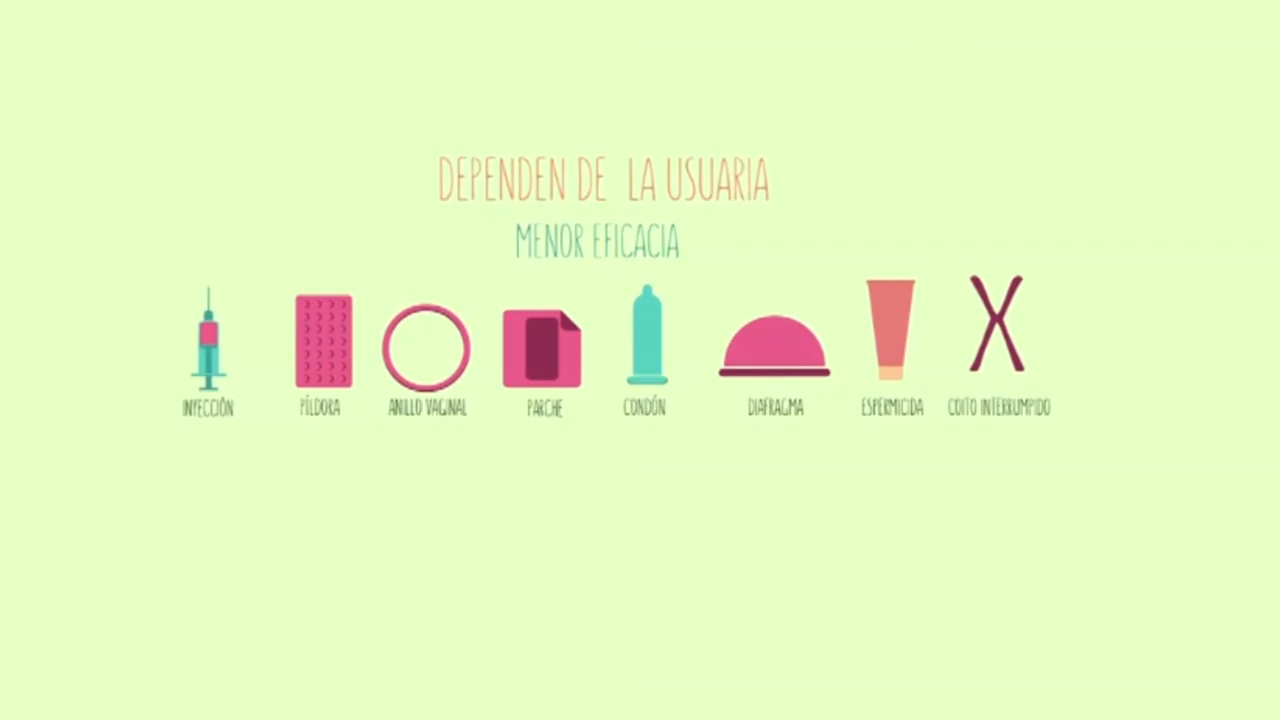 DEPENDEN DE LA USUARIA
MENOR EFICACIA
INYECCIÓN PÍLDORA ANILLO VAGINAL PARCHE CONDÓN DIAFRAGMA ESPERMICIDA COITO INTERRUMPIDO